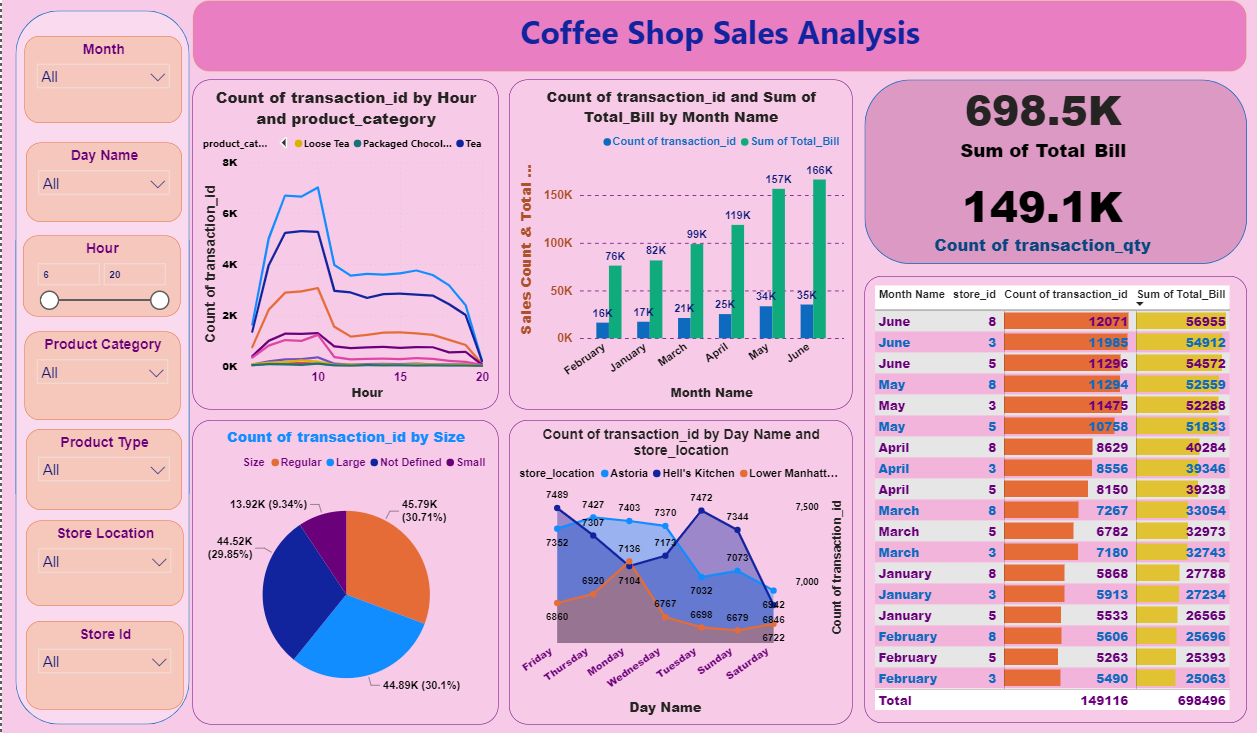 Coffee Shop Sales Analysis
Month
All
Day Name
All
Hour
6
20
Product Category
All
Product Type
All
Store Location
All
Store Id
All
Count of transaction_id by Hour
and product_category
product_cat...
Loose Tea
Packaged Chocol...
Tea
Count of transaction_id
8K
6K
4K
2K
0K
10
15
20
Hour
Count of transaction_id and Sum of
Total_Bill by Month Name
Count of transaction_id
Sum of Total_Bill
Sales Count & Total ...
150K
100K
50K
0K
16K
76K
17K
82K
21K
99K
25K
119K
34K
157K
35K
166K
February
January
March
April
May
June
Month Name
698.5K
Sum of Total Bill
149.1K
Count of transaction_qty
Count of transaction_id by Size
Size
Regular
Large
Not Defined
Small
13.92K (9.34%)
45.79K
(30.71%)
44.52K
(29.85%)
44.89K (30.1%)
Count of transaction_id by Day Name and
store_location
store_location
Astoria
Hell's Kitchen
Lower Manhatt...
7489
7352
6860
7427
7307
6920
7403
7136
7104
7370
7173
6767
7472
7032
6698
7344
7073
6679
6942
6846
6722
7,500
7,000
Count of transaction_id
Friday
Thursday
Monday
Wednesday
Tuesday
Sunday
Saturday
Day Name
Month Name store_id Count of transaction_id Sum of Total_Bill
June 8 12071 56955
June 3 11985 54912
June 5 11296 54572
May 8 11294 52559
May 3 11475 52288
May 5 10758 51833
April 8 8629 40284
April 3 8556 39346
April 5 8150 39238
March 8 7267 33054
March 5 6782 32973
March 3 7180 32743
January 8 5868 27788
January 3 5913 27234
January 5 5533 26565
February 8 5606 25696
February 5 5263 25393
February 3 5490 25063
Total 149116 698496